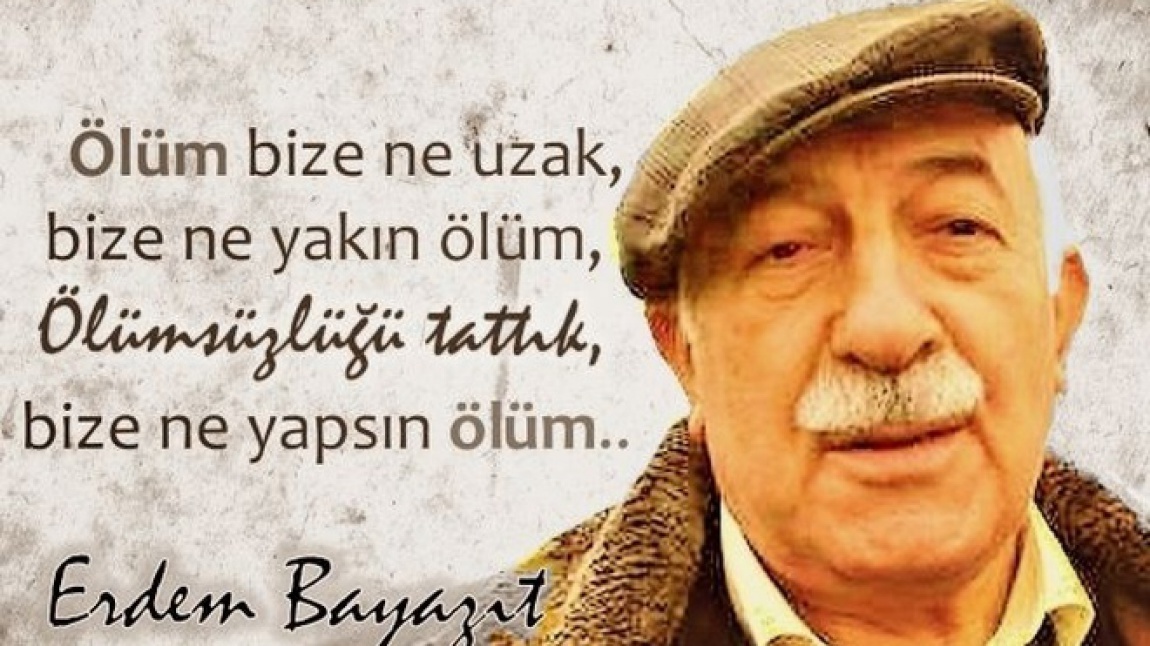 Ölüm bize ne uzak,
bize ne yakın ölüm,
Ölümsüzlüğü tattık,
bize ne yapsın ölüm..
Erdem Bayazıt